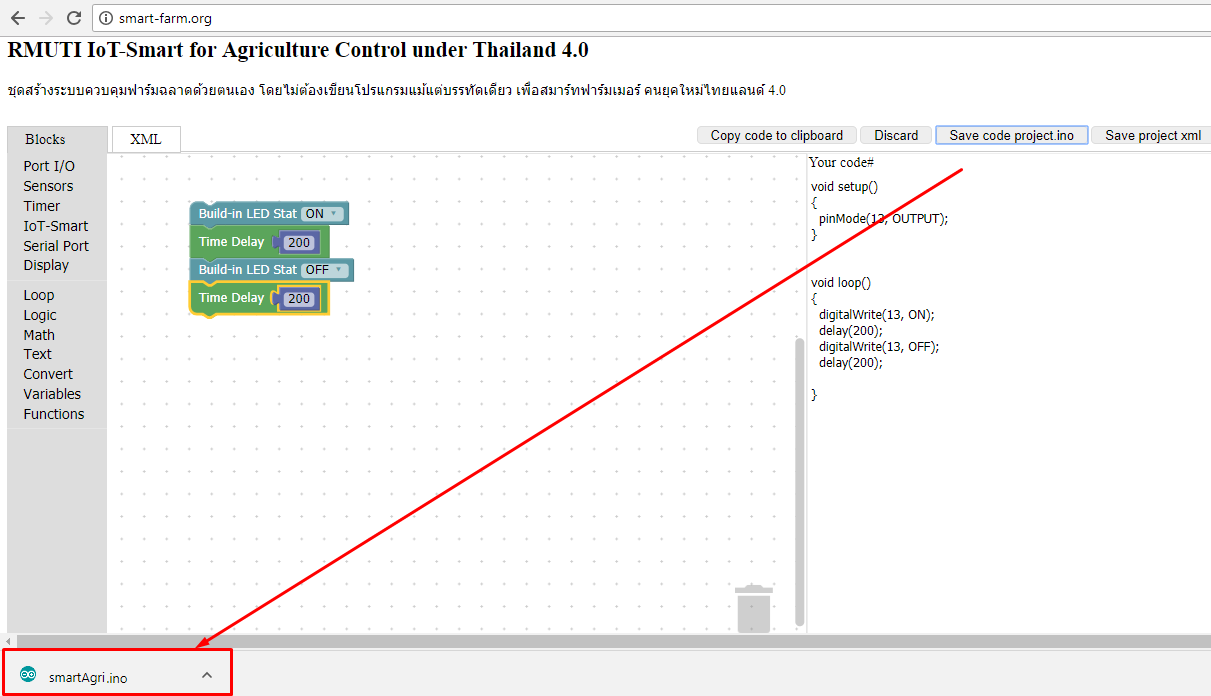 smart-farm.org
RMUTI IoT-Smart for Agriculture Control under Thailand 4.0
ชุดสร้างระบบควบคุมฟาร์มฉลาดด้วยตนเอง โดยไม่ต้องเขียนโปรแกรมแม้แต่บรรทัดเดียว เพื่อสมาร์ทฟาร์มเมอร์ คนยุคใหม่ไทยแลนด์ 4.0
Blocks XML Copy code to clipboard Discard Save code project.ino Save project xml
Port I/O
Sensors
Timer
IoT-Smart
Serial Port
Display
Loop
Logic
Math
Text
Convert
Variables
Functions
Build-in LED Stat ON
Time Delay 200
Build-in LED Stat OFF
Time Delay 200
Your code#
void setup()
{
pinMode(13, OUTPUT);
}
void loop()
{
digitalWrite(13, ON);
delay(200);
digitalWrite(13, OFF);
delay(200);
}
smartAgri.ino